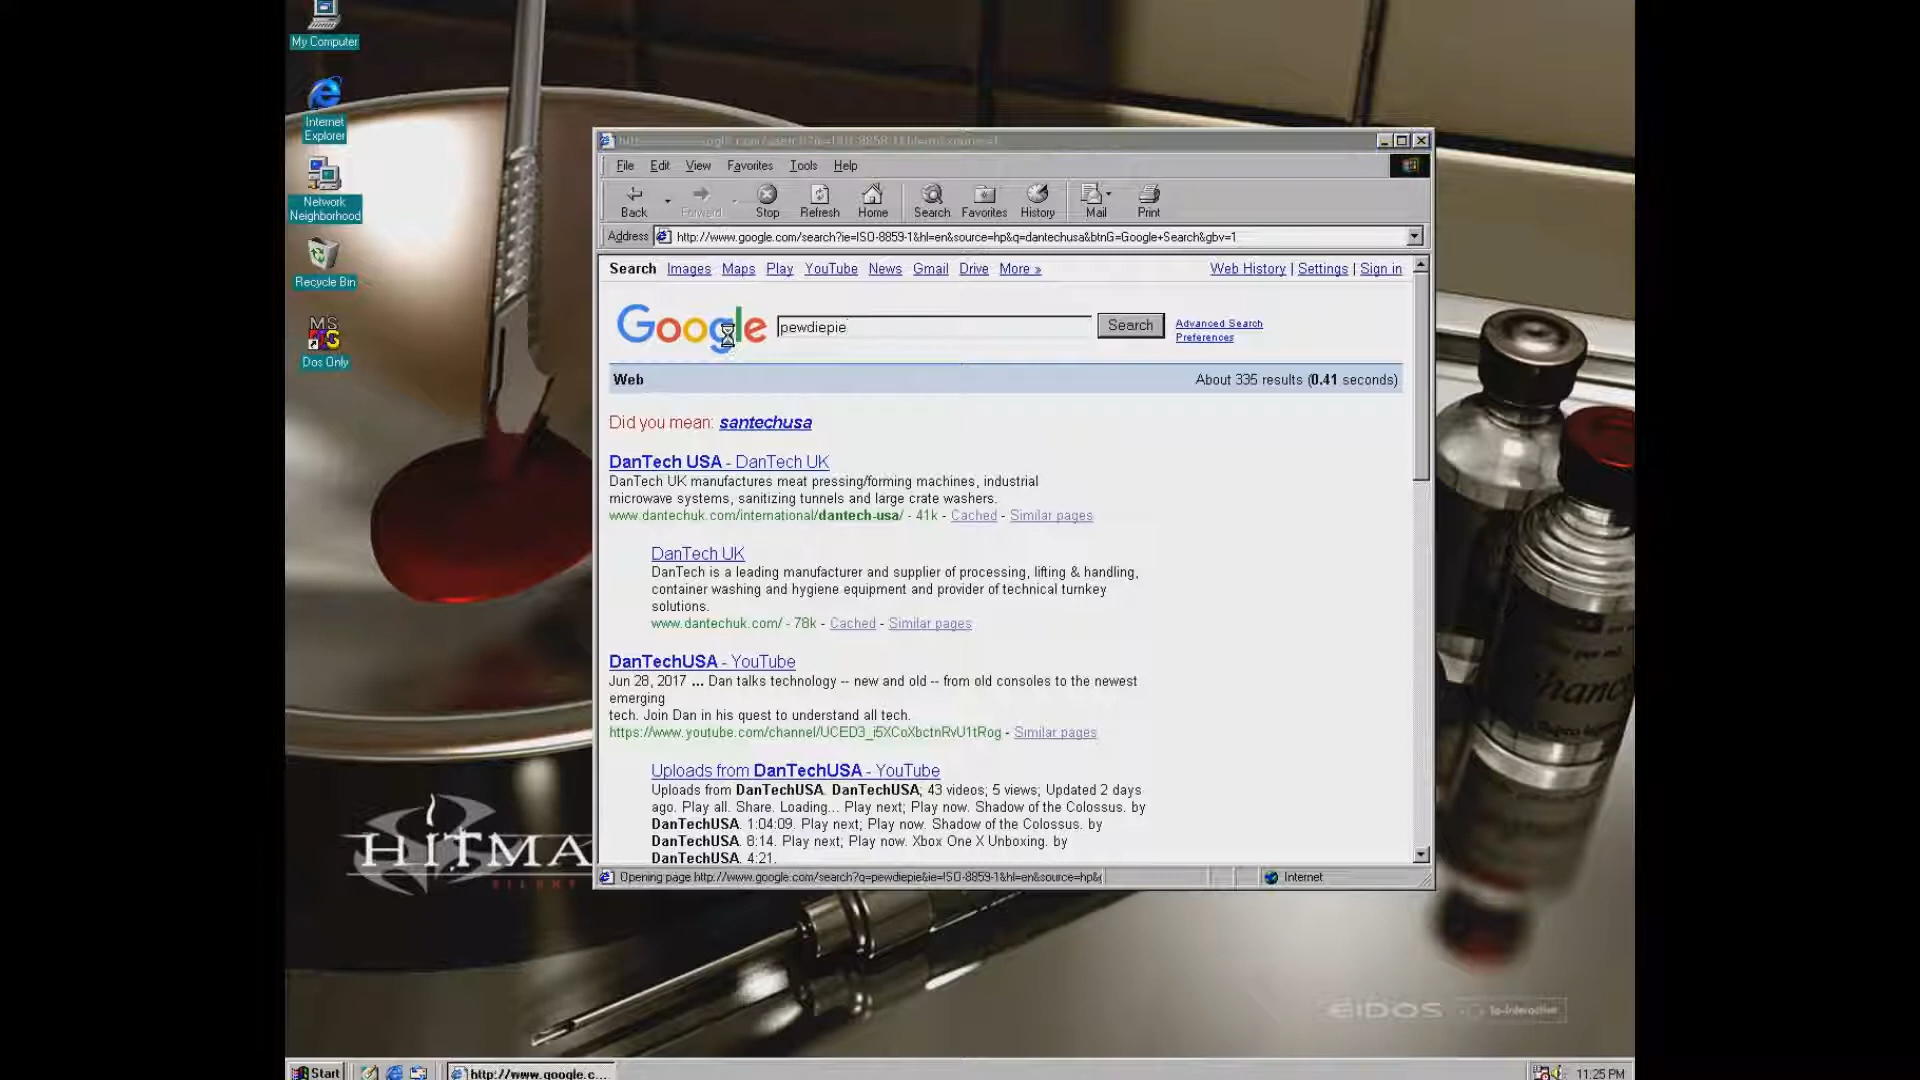 My Computer
Internet
Explorer
Network
Neighborhood
Recycle Bin
MS
Dos Only
File Edit View Favorites Tools Help
Back Forward Stop Refresh Home Search Favorites History Mail Print
Address http://www.google.com/search?ie=ISO-8859-1&hl=en&source=hp&q=dantechusa&btnG=Google+Search&gbv=1
Search Images Maps Play YouTube News Gmail Drive More » Web History | Settings | Sign in
Google pewdiepie Search Advanced Search
Preferences
Web About 335 results (0.41 seconds)
Did you mean: santechusa
DanTech USA - DanTech UK
DanTech UK manufactures meat pressing/forming machines, industrial
microwave systems, sanitizing tunnels and large crate washers.
www.dantechuk.com/international/dantech-usa/ - 41k - Cached - Similar pages
DanTech UK
DanTech is a leading manufacturer and supplier of processing, lifting & handling,
container washing and hygiene equipment and provider of technical turnkey
solutions.
www.dantechuk.com/ - 78k - Cached - Similar pages
DanTechUSA - YouTube
Jun 28, 2017 ... Dan talks technology -- new and old -- from old consoles to the newest
emerging
tech. Join Dan in his quest to understand all tech.
https://www.youtube.com/channel/UCED3_j5XCoXbctnRvU1tRog - Similar pages
Uploads from DanTechUSA - YouTube
Uploads from DanTechUSA. DanTechUSA; 43 videos; 5 views; Updated 2 days
ago. Play all. Share. Loading... Play next; Play now. Shadow of the Colossus. by
DanTechUSA. 1:04:09. Play next; Play now. Shadow of the Colossus. by
DanTechUSA. 8:14. Play next; Play now. Xbox One X Unboxing. by
DanTechUSA. 4:21.
Opening page http://www.google.com/search?q=pewdiepie&ie=ISO-8859-1&hl=en&source=hp& Internet
HITMA
EIDOS Io-Interactive
Start http://www.google.c... 11:25 PM